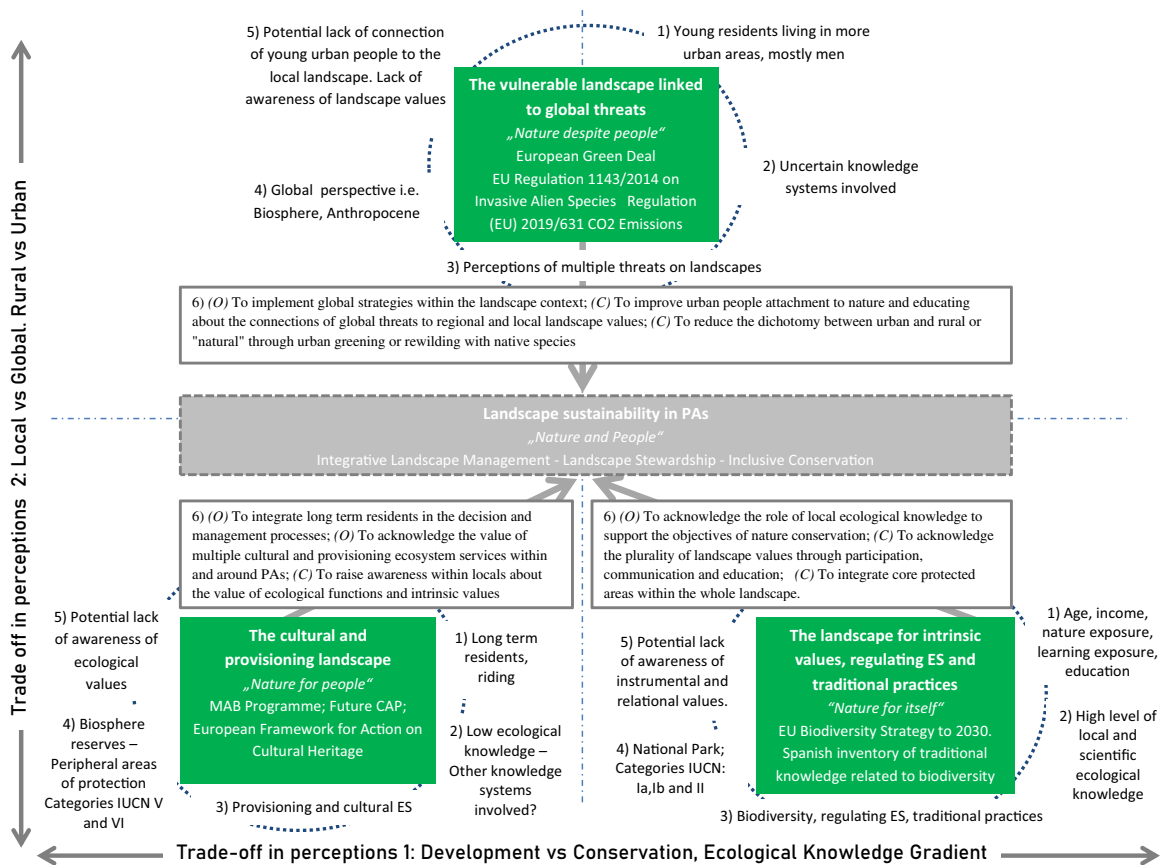 5) Potential lack of connection
of young urban people to the
local landscape. Lack of
awareness of landscape values
1) Young residents living in more
urban areas, mostly men
The vulnerable landscape linked
to global threats
„Nature despite people“
European Green Deal
EU Regulation 1143/2014 on
Invasive Alien Species Regulation
(EU) 2019/631 CO2 Emissions
2) Uncertain knowledge
systems involved
4) Global perspective i.e.
Biosphere, Anthropocene
3) Perceptions of multiple threats on landscapes
6) (O) To implement global strategies within the landscape context; (C) To improve urban people attachment to nature and educating
about the connections of global threats to regional and local landscape values; (C) To reduce the dichotomy between urban and rural or
"natural" through urban greening or rewilding with native species
Landscape sustainability in PAs
„Nature and People“
Integrative Landscape Management - Landscape Stewardship - Inclusive Conservation
6) (O) To integrate long term residents in the decision and
management processes; (O) To acknowledge the value of
multiple cultural and provisioning ecosystem services within
and around PAs; (C) To raise awareness within locals about
the value of ecological functions and intrinsic values
6) (O) To acknowledge the role of local ecological knowledge to
support the objectives of nature conservation; (C) To acknowledge
the plurality of landscape values through participation,
communication and education; (C) To integrate core protected
areas within the whole landscape.
5) Potential lack
of awareness of
ecological
values
The cultural and
provisioning landscape
„Nature for people“
MAB Programme; Future CAP;
European Framework for Action on
Cultural Heritage
1) Long term
residents,
riding
2) Low ecological
knowledge –
Other knowledge
systems
involved?
4) Biosphere
reserves –
Peripheral areas
of protection
Categories IUCN V
and VI
3) Provisioning and cultural ES
5) Potential lack
of awareness of
instrumental and
relational values.
4) National Park;
Categories IUCN:
Ia,Ib and II
The landscape for intrinsic
values, regulating ES and
traditional practices
“Nature for itself“
EU Biodiversity Strategy to 2030.
Spanish inventory of traditional
knowledge related to biodiversity
1) Age, income,
nature exposure,
learning exposure,
education
2) High level of
local and
scientific
ecological
knowledge
3) Biodiversity, regulating ES, traditional practices
Trade off in perceptions 2: Local vs Global. Rural vs Urban
Trade-off in perceptions 1: Development vs Conservation, Ecological Knowledge Gradient